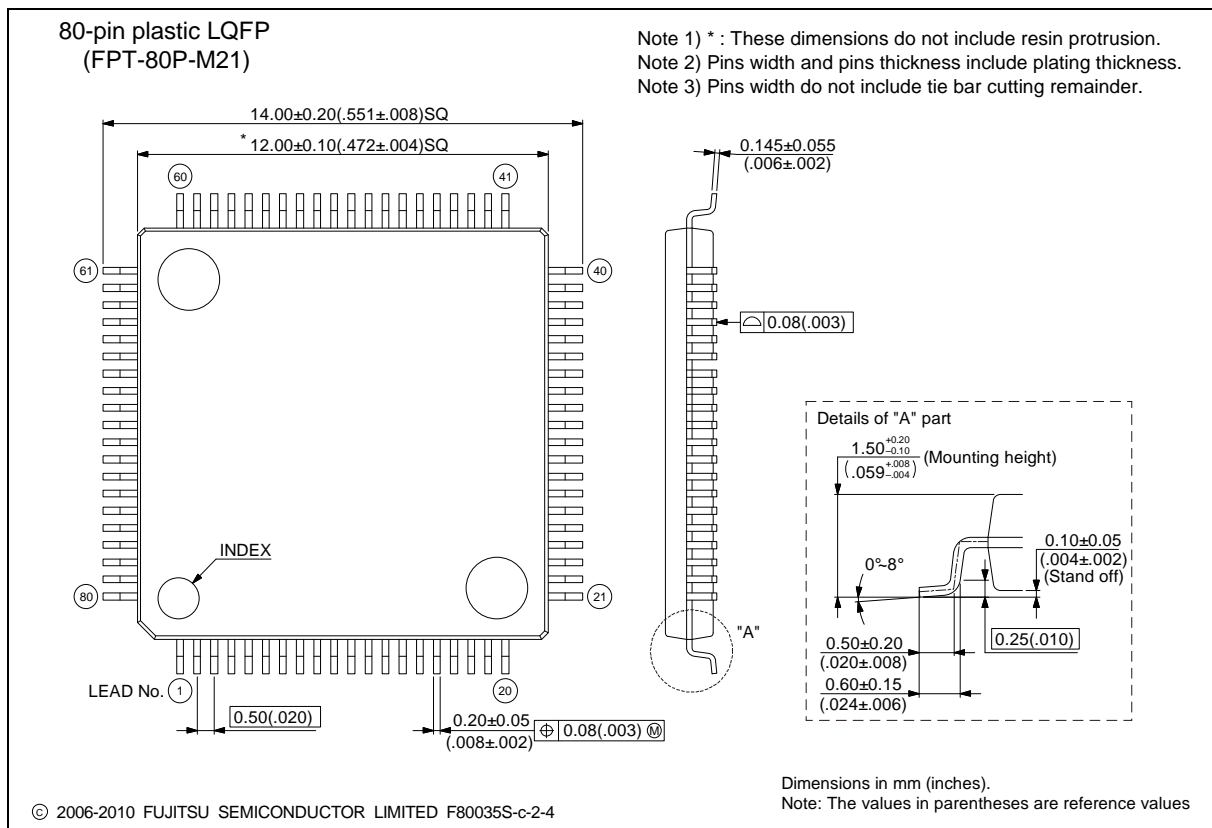 80-pin plastic LQFP
(FPT-80P-M21)
Note 1) * : These dimensions do not include resin protrusion.
Note 2) Pins width and pins thickness include plating thickness.
Note 3) Pins width do not include tie bar cutting remainder.
14.00±0.20(.551±.008)SQ
* 12.00±0.10(.472±.004)SQ
60
41
0.145±0.055
(.006±.002)
61
40
0.08(.003)
Details of "A" part
1.50 +0.20 −0.10
(.059 +.008 −.004)
(Mounting height)
INDEX
0.10±0.05
(.004±.002)
(Stand off)
0°~8°
80
21
"A"
0.25(.010)
0.50±0.20
(.020±.008)
0.60±0.15
(.024±.006)
LEAD No. 1
20
0.50(.020)
0.20±0.05
(.008±.002)
⌖ 0.08(.003) Ⓜ
Dimensions in mm (inches).
Note: The values in parentheses are reference values
© 2006-2010 FUJITSU SEMICONDUCTOR LIMITED F80035S-c-2-4